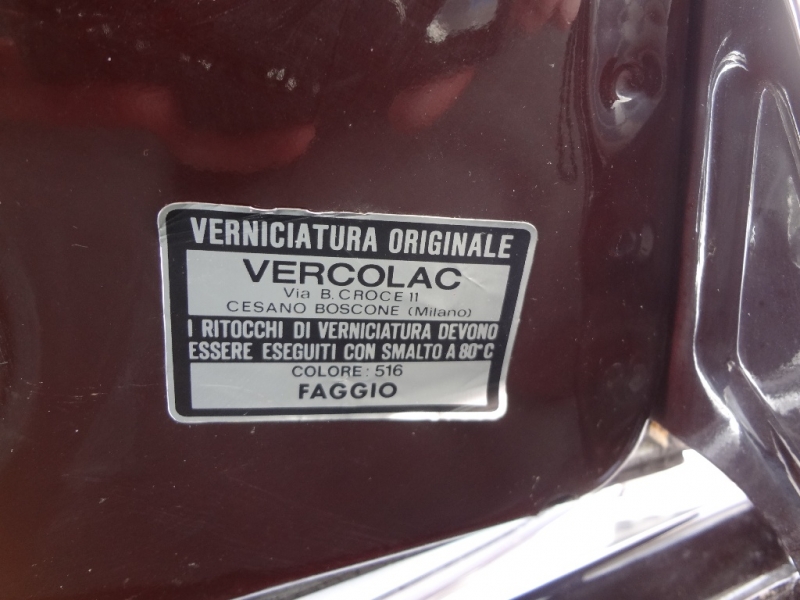 VERNICIATURA ORIGINALE
VERCOLAC
Via B. CROCE 11
CESANO BOSCONE (Milano)
I RITOCCHI DI VERNICIATURA DEVONO
ESSERE ESEGUITI CON SMALTO A 80°C
COLORE: 516
FAGGIO